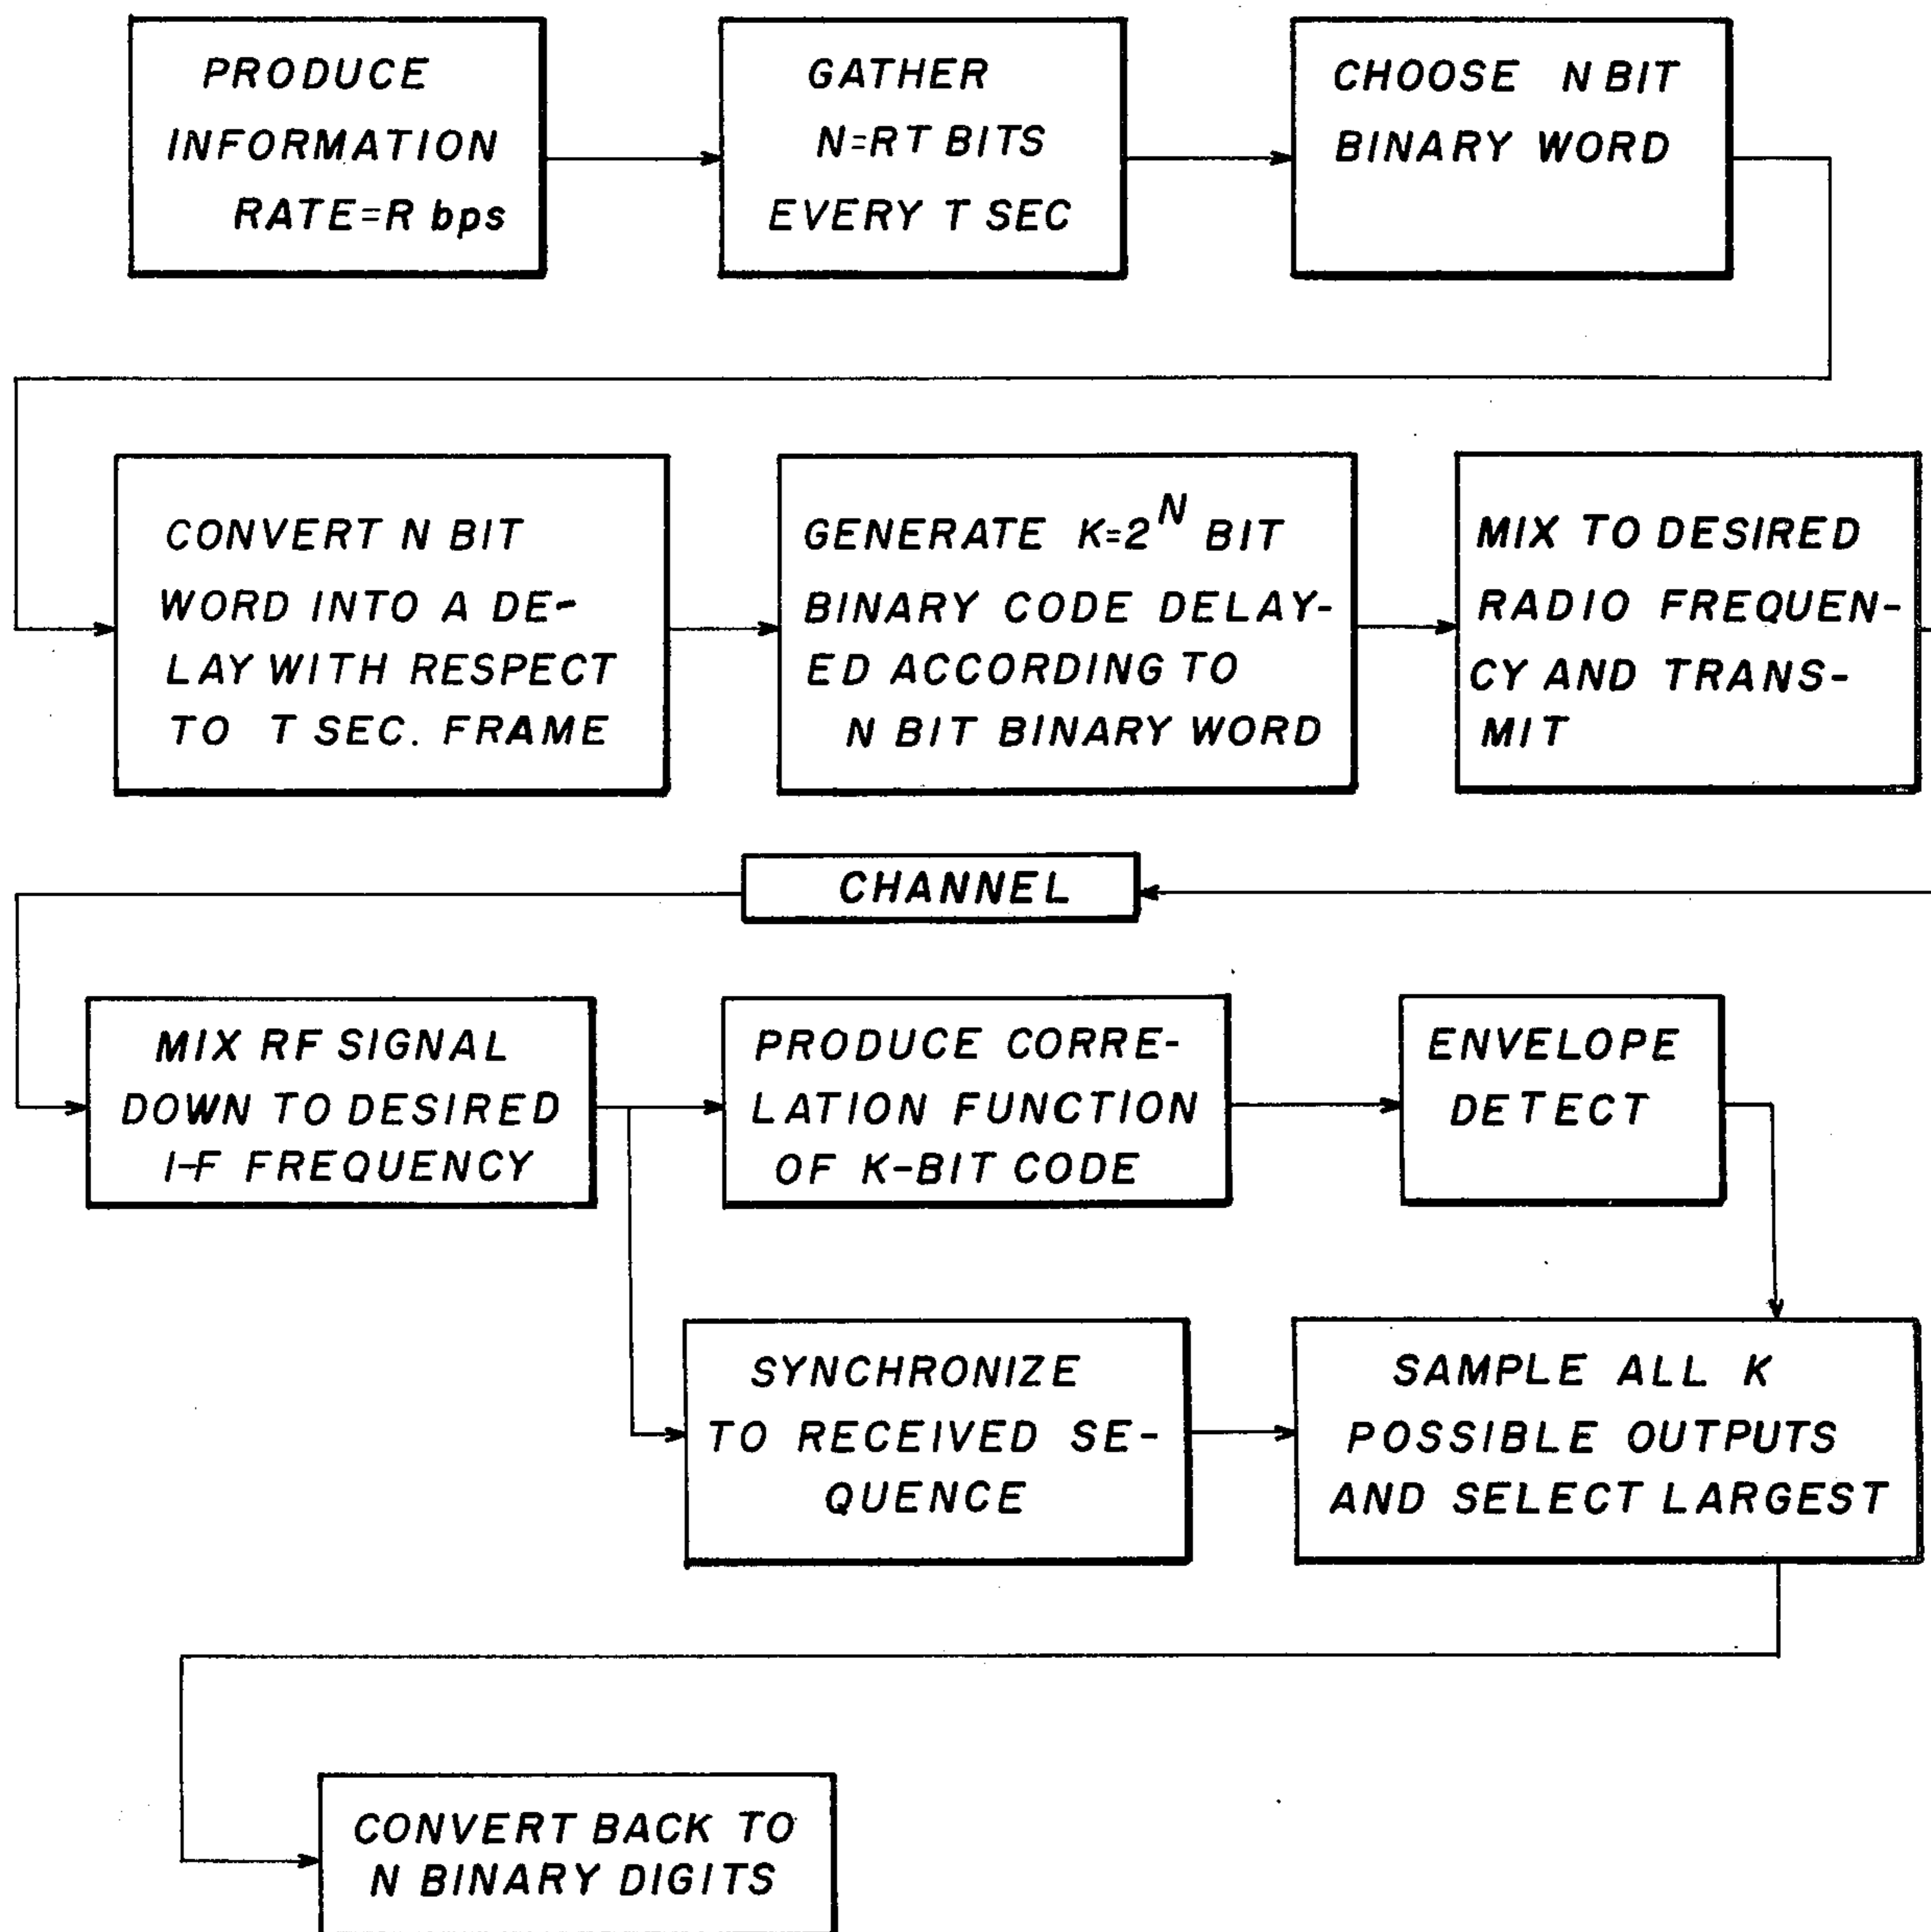 PRODUCE
INFORMATION
RATE=R bps
GATHER
N=RT BITS
EVERY T SEC
CHOOSE N BIT
BINARY WORD
CONVERT N BIT
WORD INTO A DE-
LAY WITH RESPECT
TO T SEC. FRAME
GENERATE K=2^N BIT
BINARY CODE DELAY-
ED ACCORDING TO
N BIT BINARY WORD
MIX TO DESIRED
RADIO FREQUEN-
CY AND TRANS-
MIT
CHANNEL
MIX RF SIGNAL
DOWN TO DESIRED
I-F FREQUENCY
PRODUCE CORRE-
LATION FUNCTION
OF K-BIT CODE
ENVELOPE
DETECT
SYNCHRONIZE
TO RECEIVED SE-
QUENCE
SAMPLE ALL K
POSSIBLE OUTPUTS
AND SELECT LARGEST
CONVERT BACK TO
N BINARY DIGITS